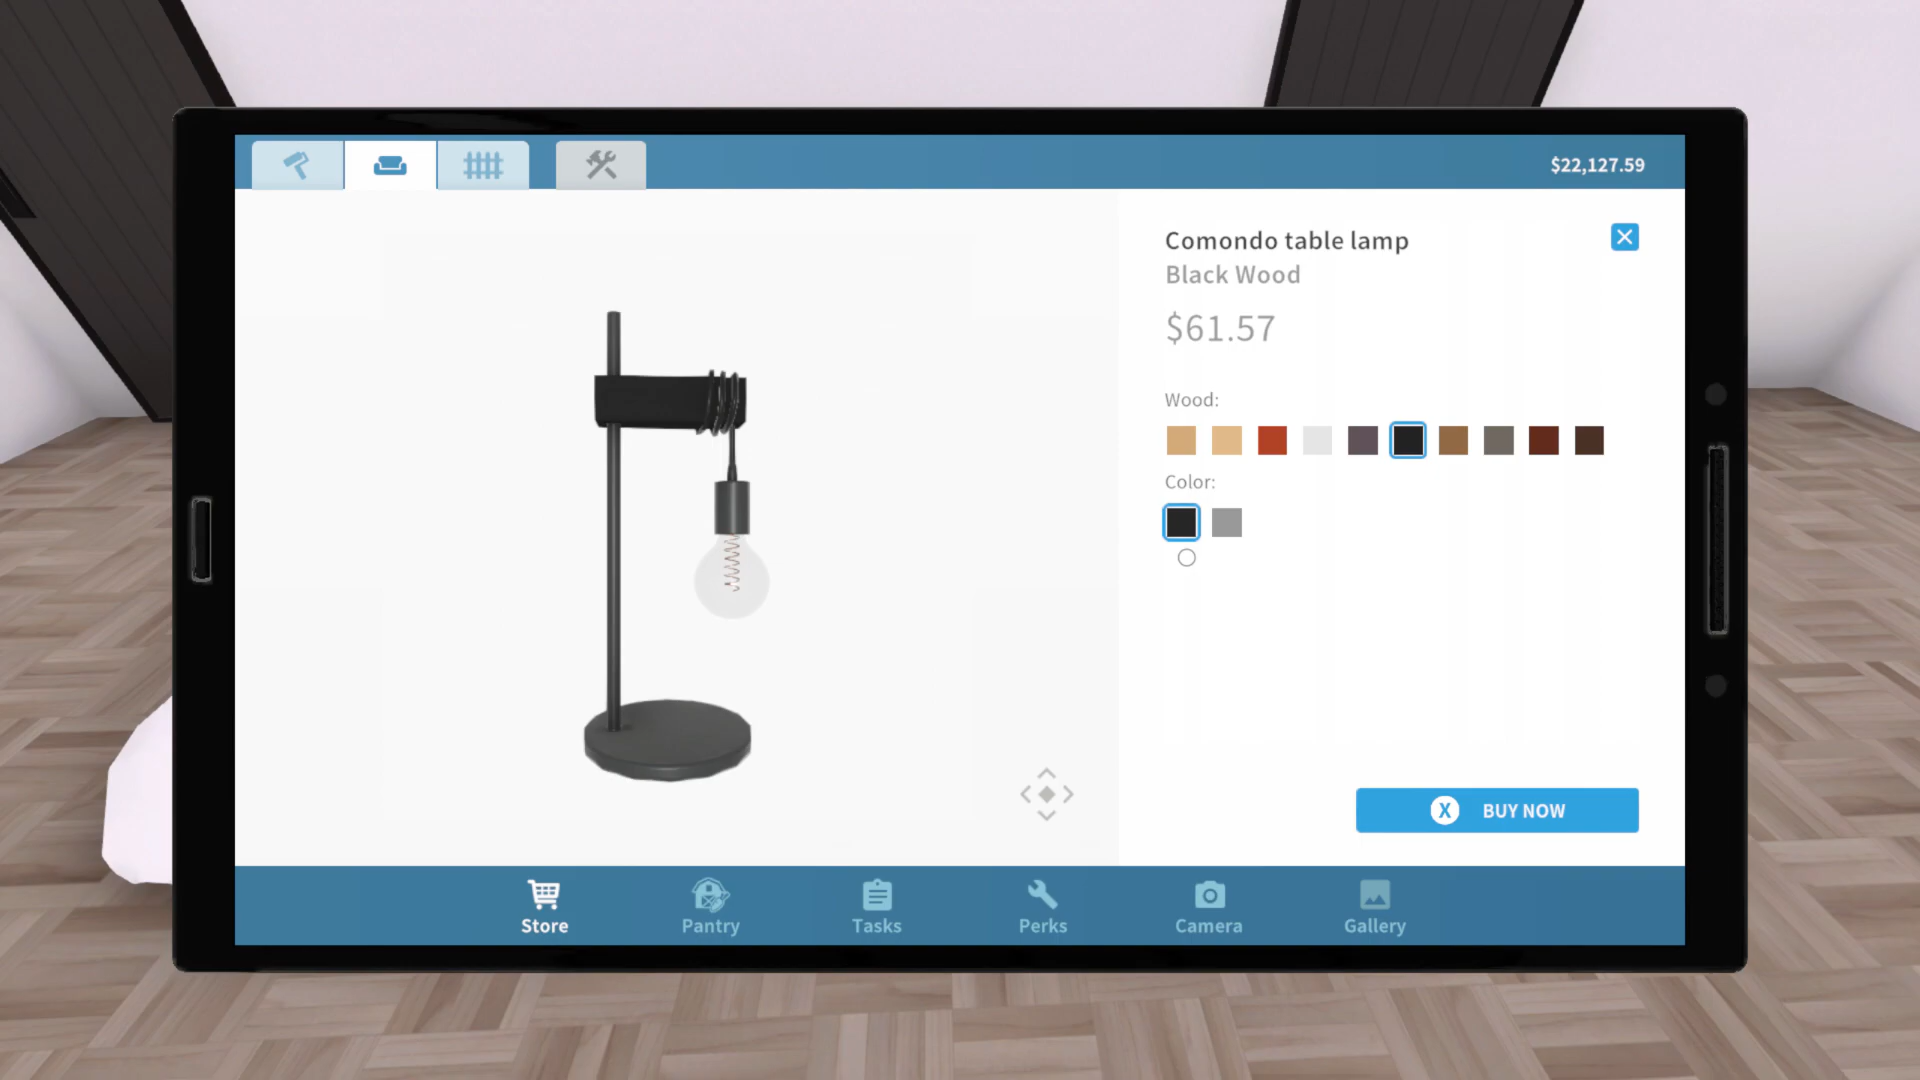 $22,127.59
Comondo table lamp
Black Wood
$61.57
Wood:
Color:
X BUY NOW
Store
Pantry
Tasks
Perks
Camera
Gallery